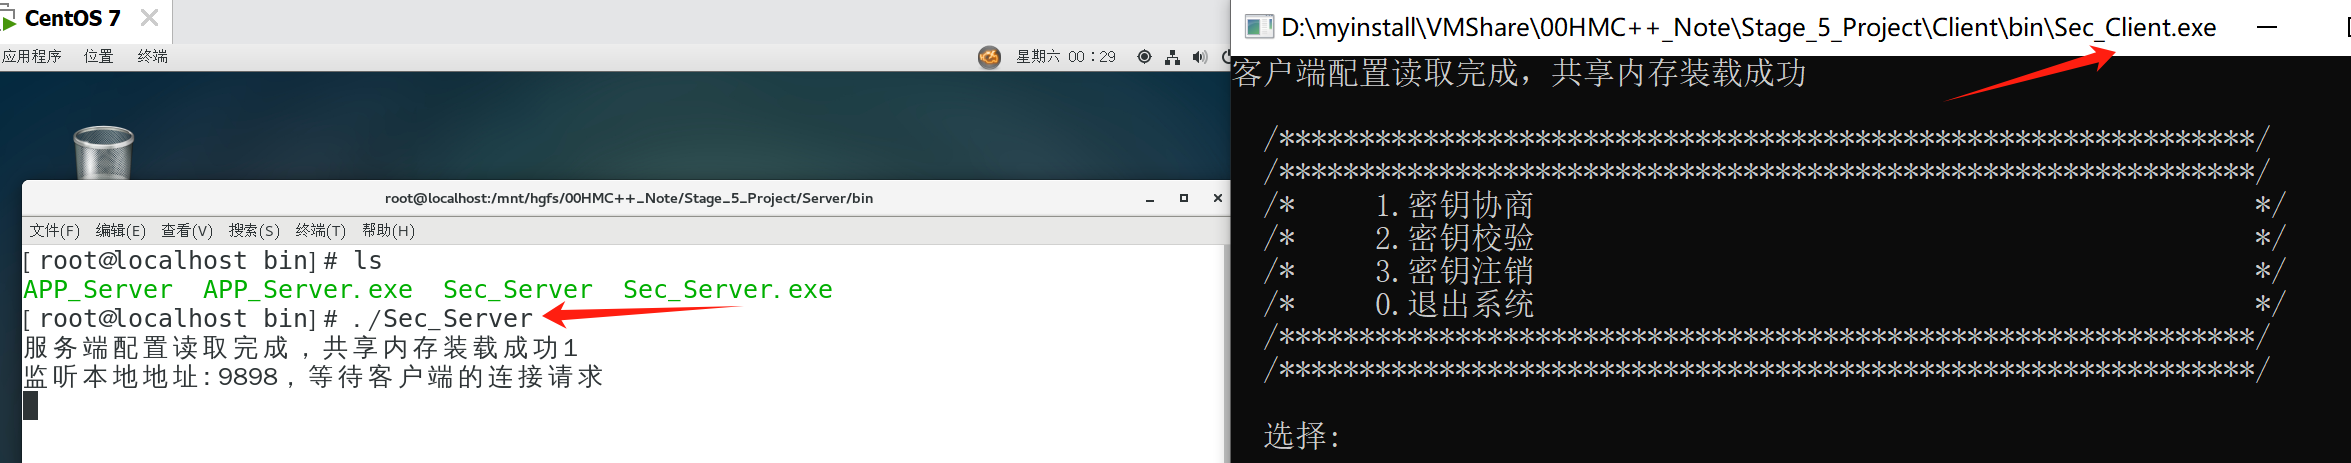 CentOS 7
应用程序 位置 终端 星期六 00：29
root@localhost:/mnt/hgfs/00HMC++_Note/Stage_5_Project/Server/bin
文件(F) 编辑(E) 查看(V) 搜索(S) 终端(T) 帮助(H)
[root@localhost bin]# ls
APP_Server APP_Server.exe Sec_Server Sec_Server.exe
[root@localhost bin]# ./Sec_Server
服务端配置读取完成，共享内存装载成功1
监听本地地址:9898，等待客户端的连接请求
D:\myinstall\VMShare\00HMC++_Note\Stage_5_Project\Client\bin\Sec_Client.exe
客户端配置读取完成，共享内存装载成功
/*************************************************************/
/*************************************************************/
/* 1.密钥协商 */
/* 2.密钥校验 */
/* 3.密钥注销 */
/* 0.退出系统 */
/*************************************************************/
/*************************************************************/
选择: